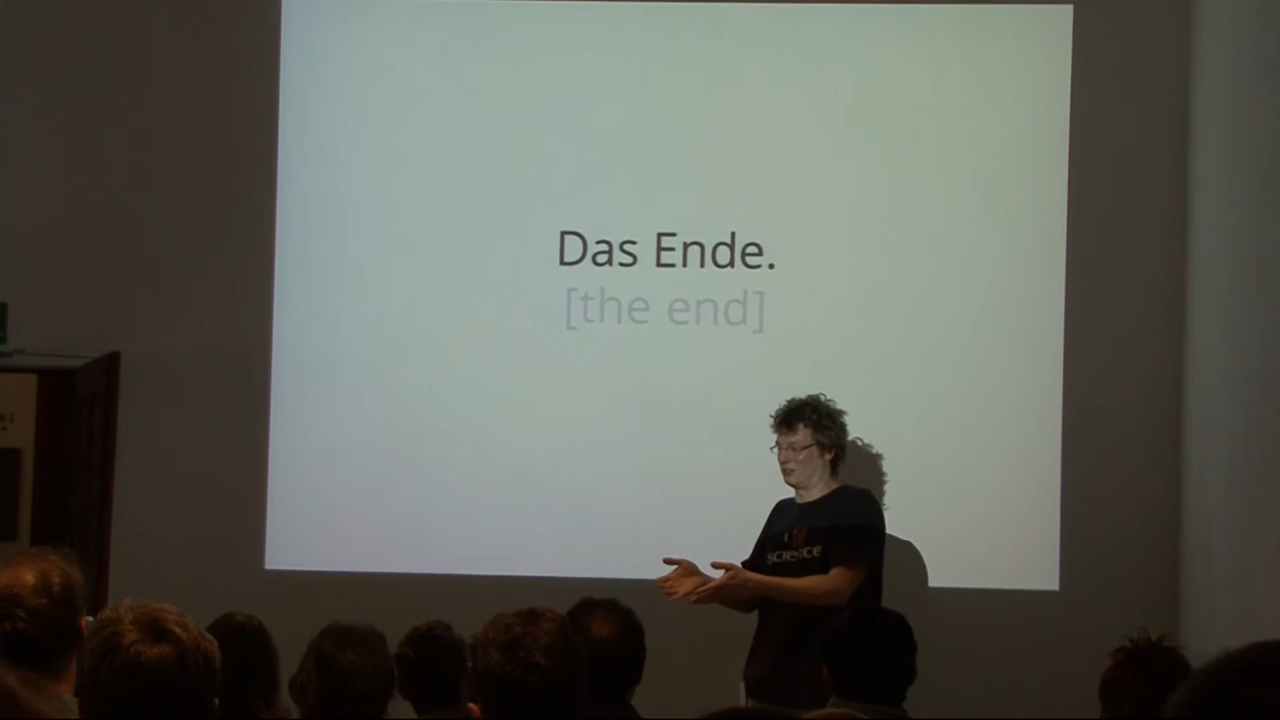 Das Ende.
[the end]
I
science